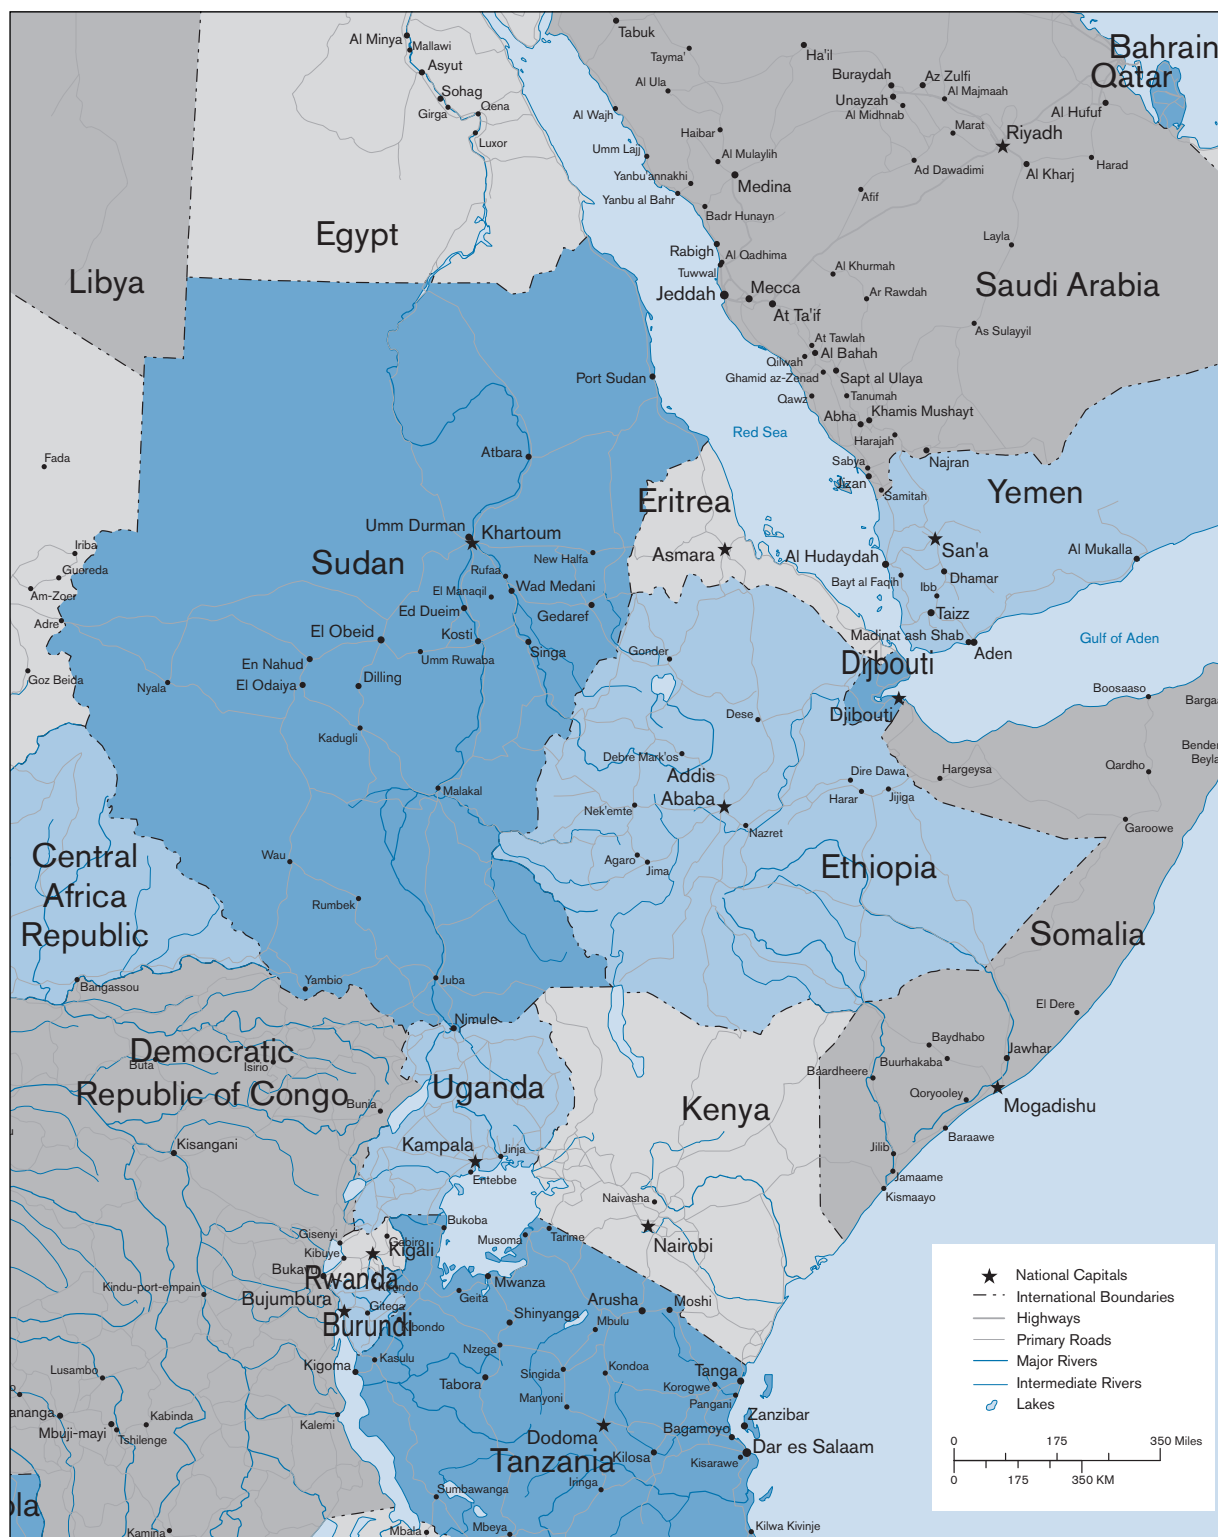 Al Minya
Mallawi
Asyut
Sohag
Girga
Qena
Luxor
Egypt
Libya
Tabuk
Tayma'
Al Ula
Al Wajh
Ha'il
Buraydah
Az Zulfi
Unayzah
Al Majmaah
Al Midhnab
Marat
Bahrain
Qatar
Al Hufuf
Riyadh
Haibar
Umm Lajj
Al Mulaylih
Yanbu'annakhi
Medina
Yanbu al Bahr
Badr Hunayn
Ad Dawadimi
Al Kharj
Harad
Afif
Rabigh
Al Qadhima
Tuwwal
Layla
Al Khurmah
Jeddah
Mecca
At Ta'if
Ar Rawdah
Saudi Arabia
As Sulayyil
At Tawlah
Al Bahah
Qilwah
Ghamid az-Zenad
Sapt al Ulaya
Port Sudan
Qawz
Tanumah
Abha
Khamis Mushayt
Red Sea
Harajah
Atbara
Sabya
Najran
Jizan
Samitah
Fada
Eritrea
Yemen
Umm Durman
Khartoum
Asmara
San'a
Al Hudaydah
Al Mukalla
Iriba
Guereda
Sudan
New Halfa
Rufaa
Bayt al Faqih
Dhamar
Am-Zoer
El Manaqil
Wad Medani
Ibb
Ed Dueim
Gedaref
Taizz
Adre
El Obeid
Kosti
Singa
Madinat ash Shab
Aden
Gulf of Aden
En Nahud
Umm Ruwaba
Gonder
Djibouti
Goz Beida
Nyala
El Odaiya
Dilling
Boosaaso
Bargaa
Djibouti
Dese
Kadugli
Debre Mark'os
Bender
Beyla
Addis
Ababa
Dire Dawa
Hargeysa
Qardho
Malakal
Nek'emte
Harar
Jijiga
Nazret
Garoowe
Central
Africa
Republic
Wau
Agaro
Jima
Ethiopia
Rumbek
Somalia
Bangassou
Yambio
Juba
El Dere
Nimule
Democratic
Republic of Congo
Buta
Isirio
Baydhabo
Jawhar
Buurhakaba
Baardheere
Uganda
Kenya
Bunia
Qoryooley
Mogadishu
Kisangani
Kampala
Jinja
Baraawe
Jilib
Entebbe
Jamaame
Kismaayo
Naivasha
Bukoba
Gisenyi
Gabiro
Musoma
Tarime
Nairobi
Kibuye
Kigali
Bukavu
Rwanda
Kindu-port-empain
Bujumbura
Mwanza
Geita
Gitega
Burundi
Kibondo
Shinyanga
Arusha
Moshi
Mbulu
Nzega
Lusambo
Kigoma
Kasulu
Singida
Kondoa
Tanga
Tabora
Korogwe
Manyoni
Pangani
ananga
Kabinda
Kalemi
Zanzibar
Mbuji-mayi
Tshilenge
Dodoma
Bagamoyo
Dar es Salaam
Tanzania
Kilosa
Kisarawe
Iringa
Sumbawanga
ola
Kamina
Mbala
Mbeya
Kilwa Kivinje
National Capitals
International Boundaries
Highways
Primary Roads
Major Rivers
Intermediate Rivers
Lakes
0 175 350 Miles
0 175 350 KM